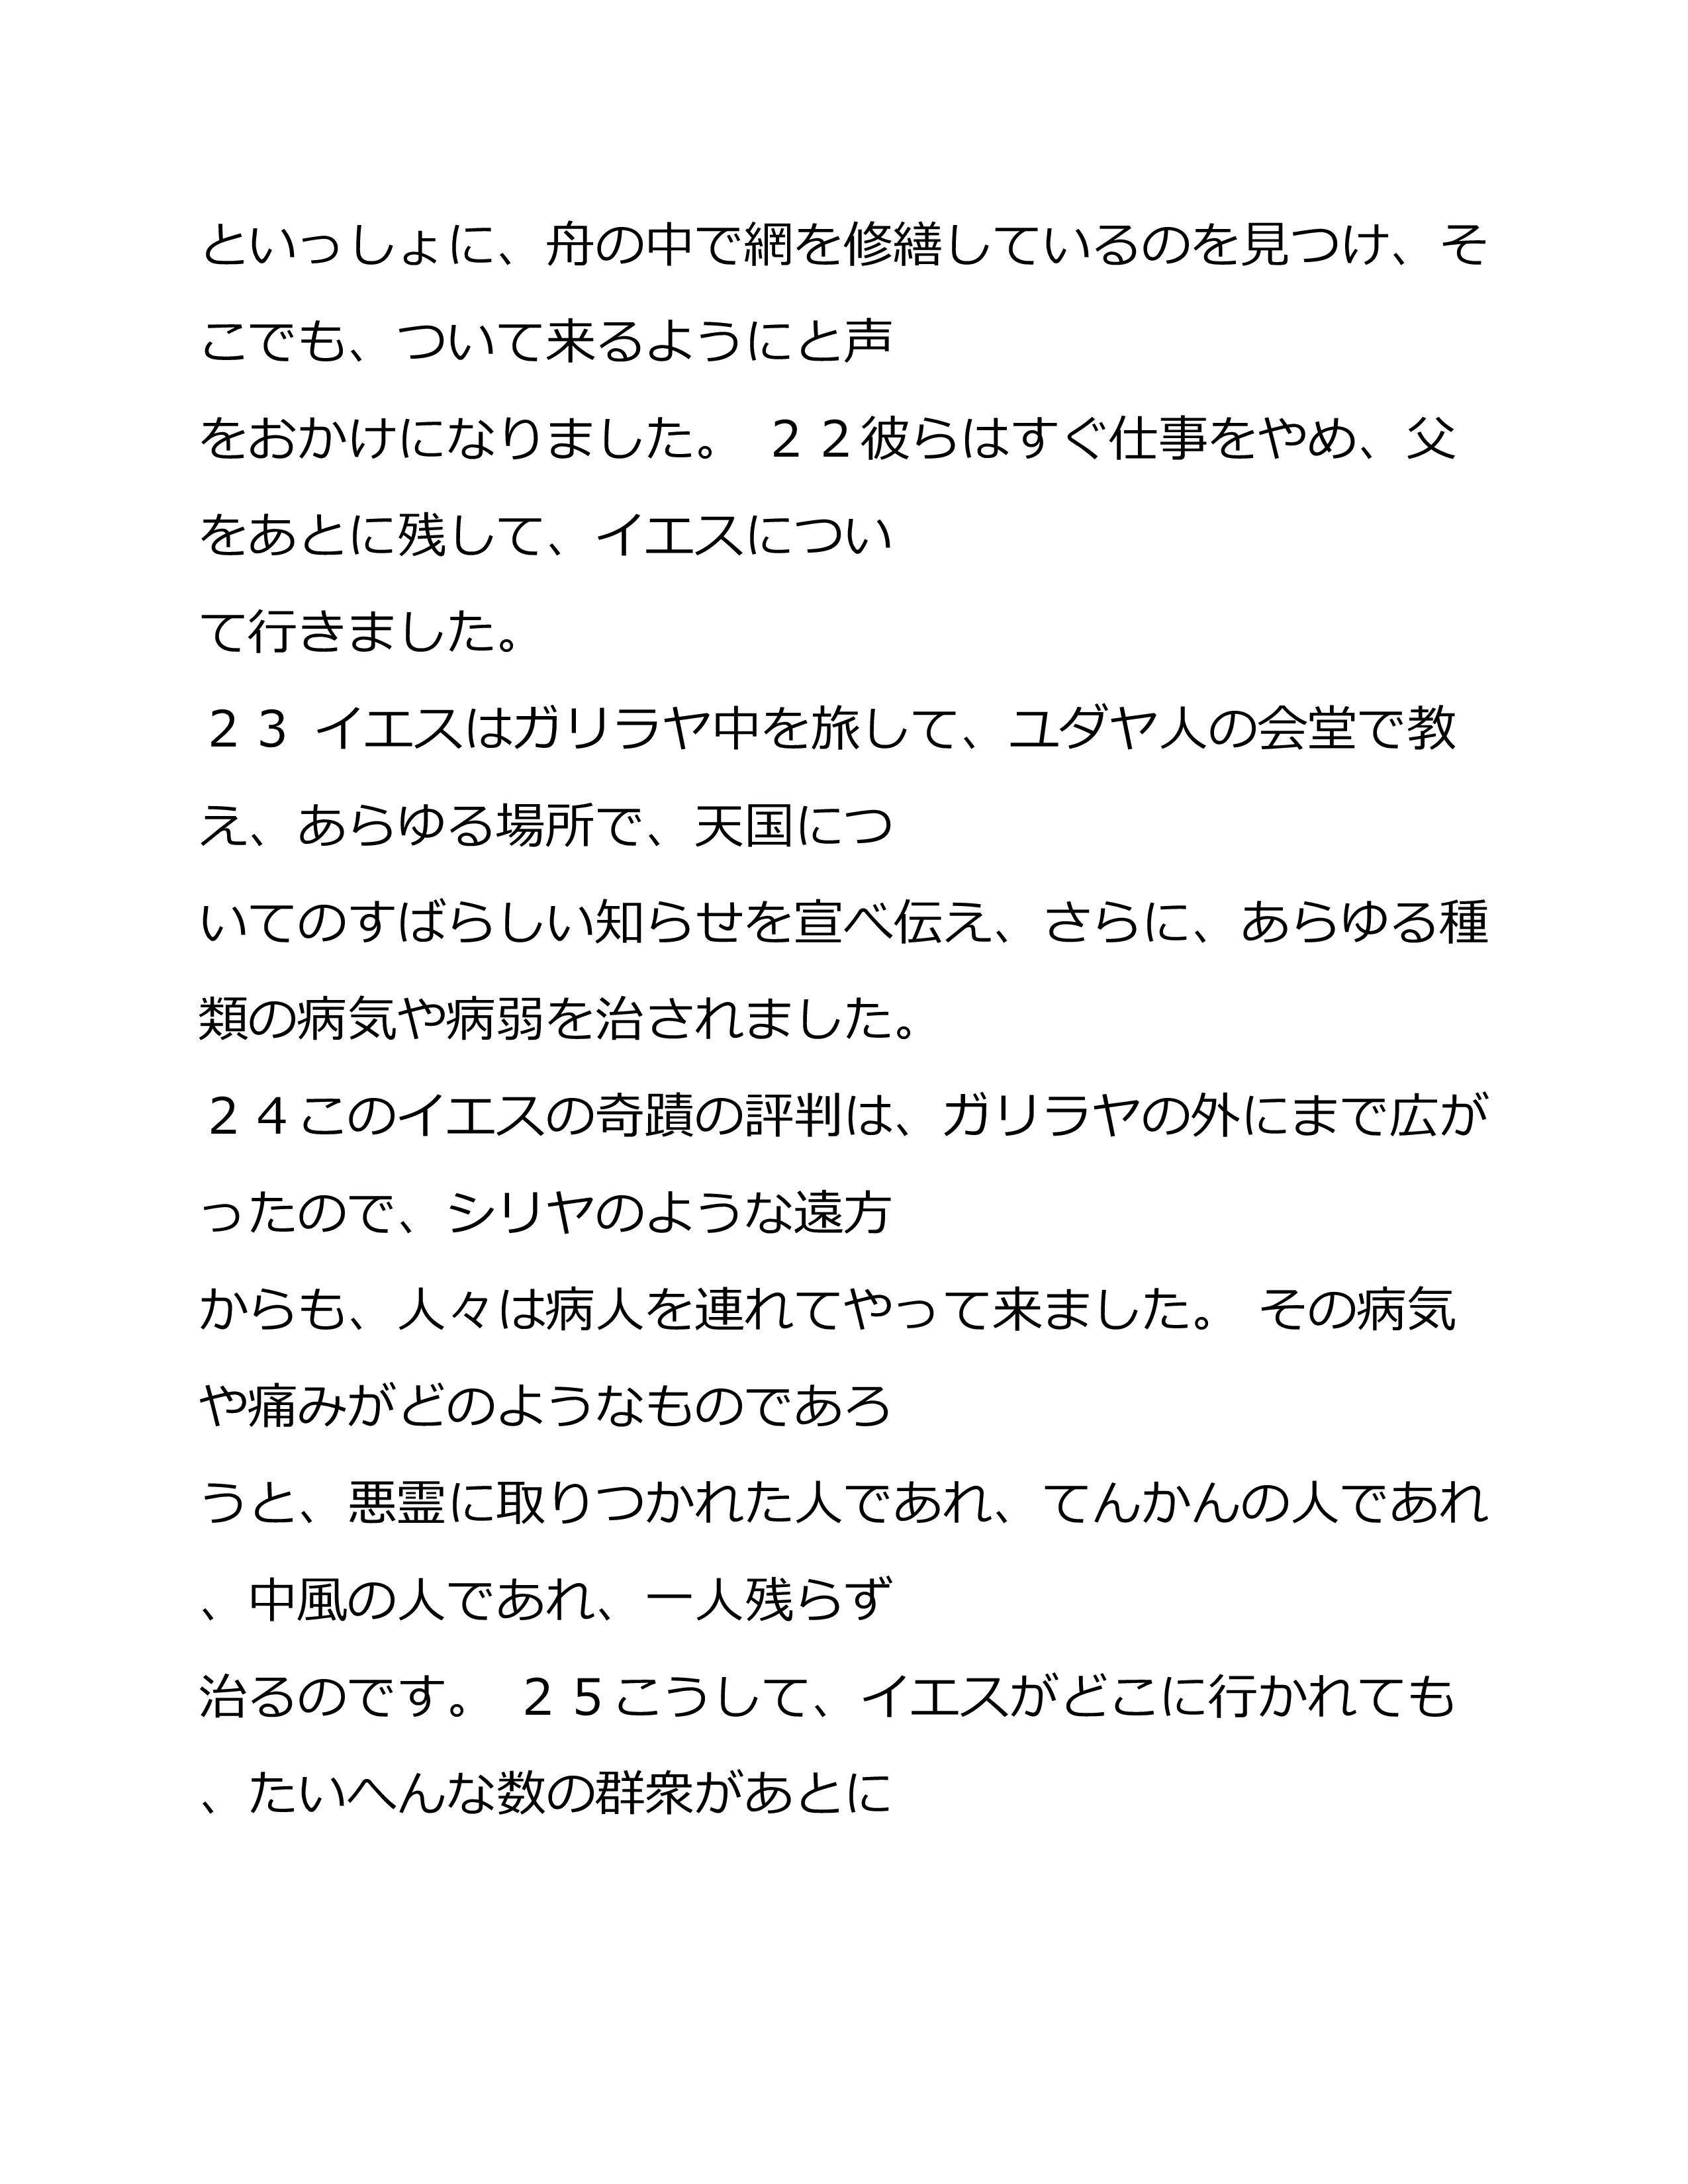 といっしょに、舟の中で網を修繕しているのを見つけ、そ
こでも、ついて来るようにと声
をおかけになりました。 ２２彼らはすぐ仕事をやめ、父
をあとに残して、イエスについ
て行きました。
２３ イエスはガリラヤ中を旅して、ユダヤ人の会堂で教
え、あらゆる場所で、天国につ
いてのすばらしい知らせを宣べ伝え、さらに、あらゆる種
類の病気や病弱を治されました。
２４このイエスの奇蹟の評判は、ガリラヤの外にまで広が
ったので、シリヤのような遠方
からも、人々は病人を連れてやって来ました。 その病気
や痛みがどのようなものであろ
うと、悪霊に取りつかれた人であれ、てんかんの人であれ
、中風の人であれ、一人残らず
治るのです。 ２５こうして、イエスがどこに行かれても
、たいへんな数の群衆があとに